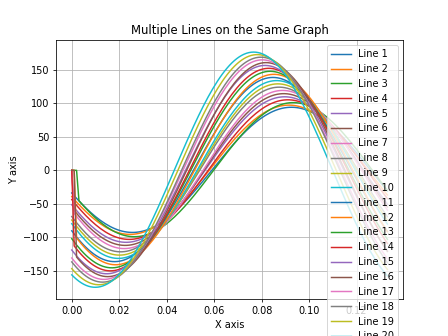 Multiple Lines on the Same Graph
Y axis
150
100
50
0
−50
−100
−150
0.00
0.02
0.04
0.06
0.08
0.10
X axis
Line 1
Line 2
Line 3
Line 4
Line 5
Line 6
Line 7
Line 8
Line 9
Line 10
Line 11
Line 12
Line 13
Line 14
Line 15
Line 16
Line 17
Line 18
Line 19
Line 20